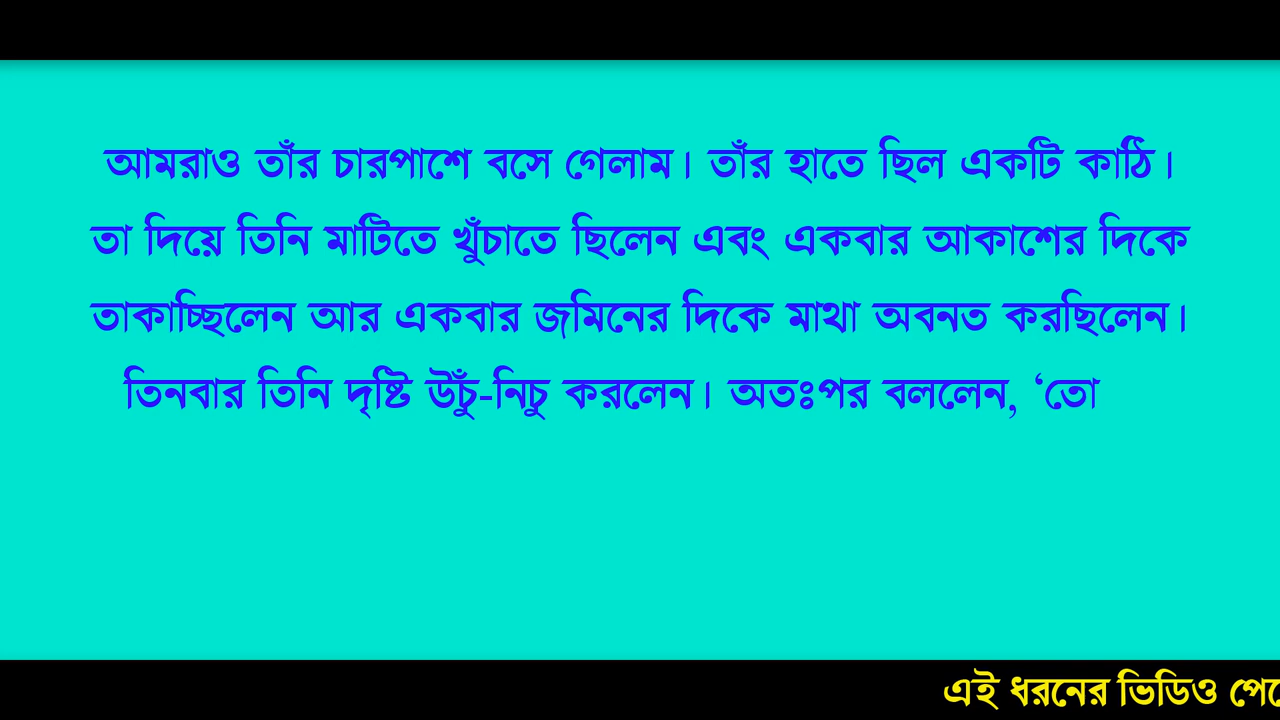 আমরাও তাঁর চারপাশে বসে গেলাম। তাঁর হাতে ছিল একটি কাঠি।
তা দিয়ে তিনি মাটিতে খুঁচাতে ছিলেন এবং একবার আকাশের দিকে
তাকাচ্ছিলেন আর একবার জমিনের দিকে মাথা অবনত করছিলেন।
তিনবার তিনি দৃষ্টি উঁচু-নিচু করলেন। অতঃপর বললেন, ‘তো
এই ধরনের ভিডিও